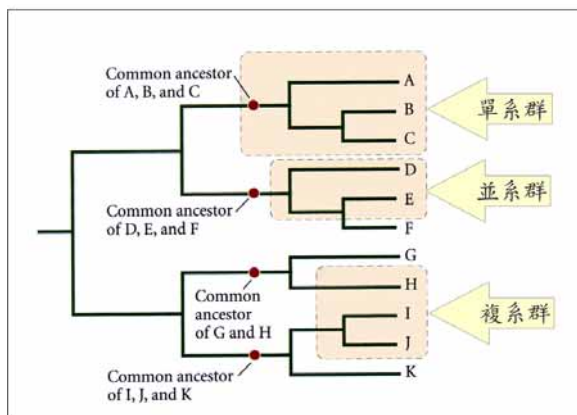 Common ancestor
of A, B, and C
A
B
C
單系群
D
E
F
並系群
Common ancestor
of D, E, and F
G
H
I
J
K
複系群
Common
ancestor
of G and H
Common ancestor
of I, J, and K